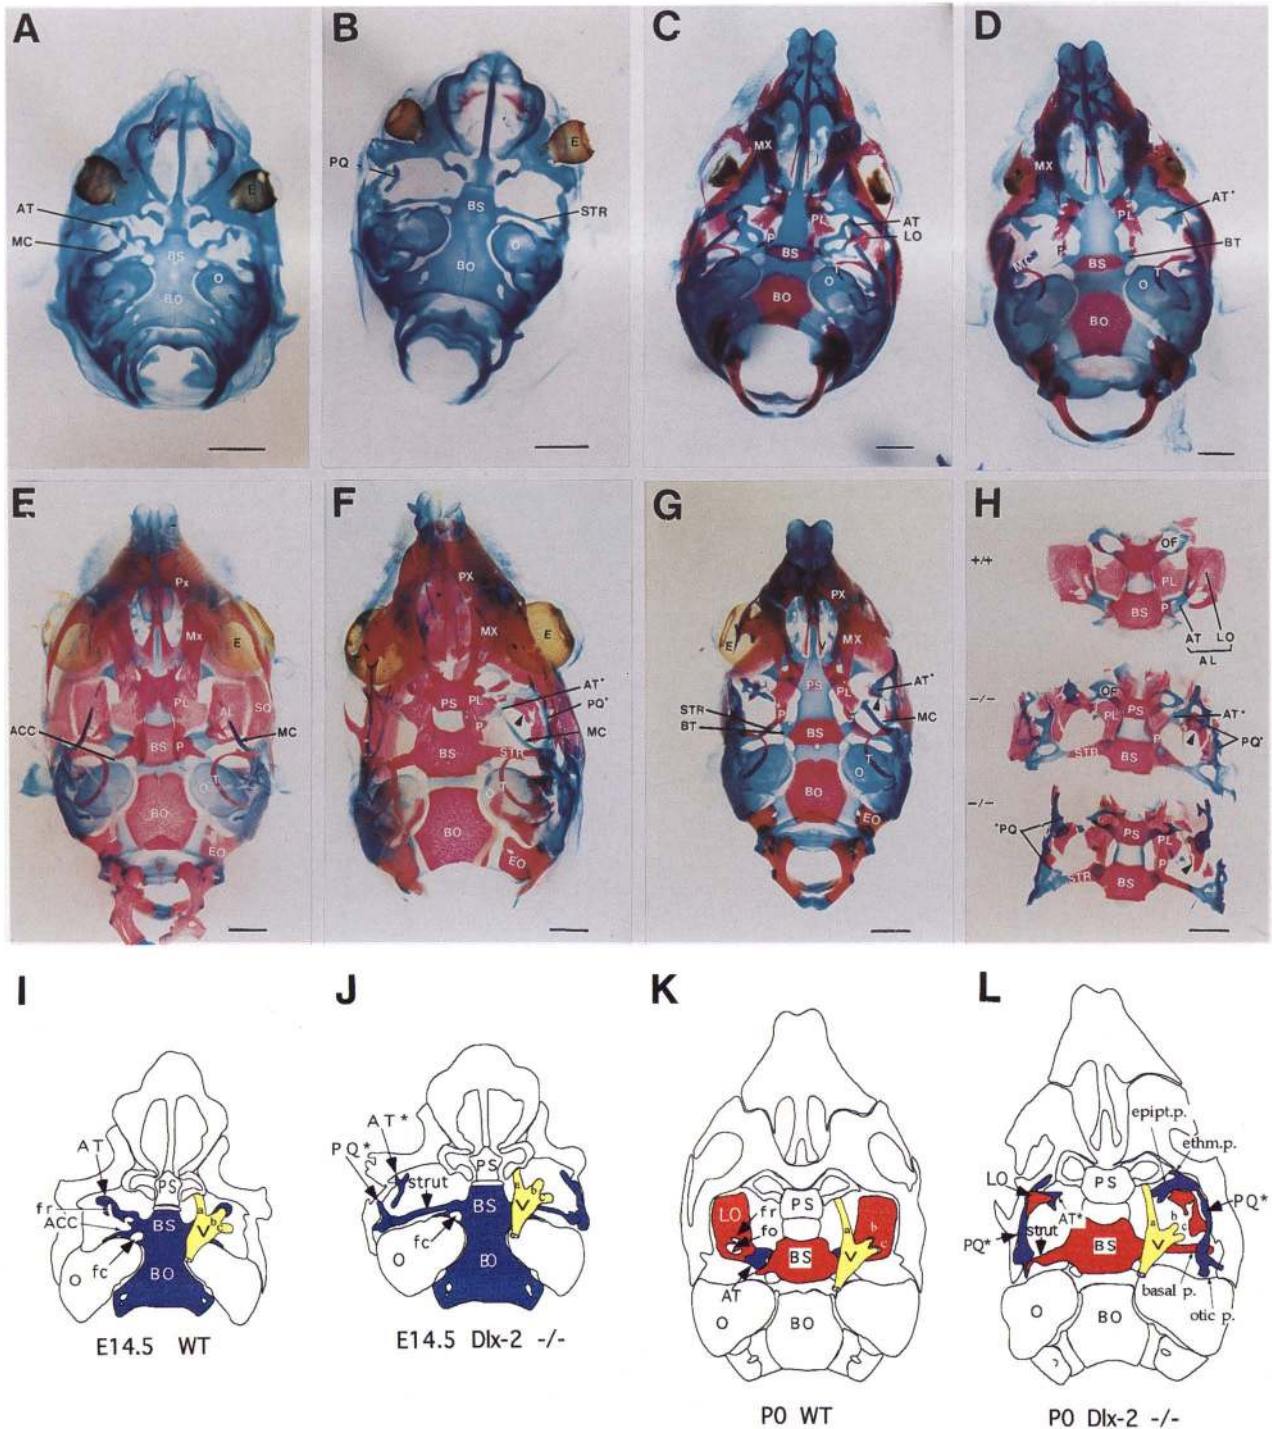 A
E
AT
MC
BS
O
BO
B
E
PQ
BS
STR
O
BO
C
MX
PL
AT
LO
P
BS
T
O
BO
D
MX
AT*
PL
BT
P
MC
BS
T
O
BO
E
Px
Mx
E
PL
AL
SQ
ACC
BS
P
MC
O
T
BO
EO
F
PX
MX
E
AT*
PS
PL
PQ*
P
MC
BS
STR
O
T
BO
EO
G
PX
E
MX
V
PS
PL
AT*
STR
P
MC
BT
BS
O
T
BO
EO
H
+/+
OF
PL
BS
P
AT LO
AL
-/-
OF
PL
PS
AT*
P
PQ*
STR
BS
-/-
*PQ
PS
PL
P
STR
BS
I
AT
PS
fr
ACC
BS
a
b
c
V
O
BO
fc
E14.5 WT
J
AT*
PQ*
PS
strut
BS
a
b
c
V
fc
O
BO
E14.5 Dlx-2 -/-
K
PS
LO
fr
fo
a
b
c
BS
V
AT
O
BO
P0 WT
L
epipt.p.
ethm.p.
LO
PS
AT*
PQ*
a
b
c
PQ*
strut
BS
V
basal p.
otic p.
O
BO
P0 Dlx-2 -/-